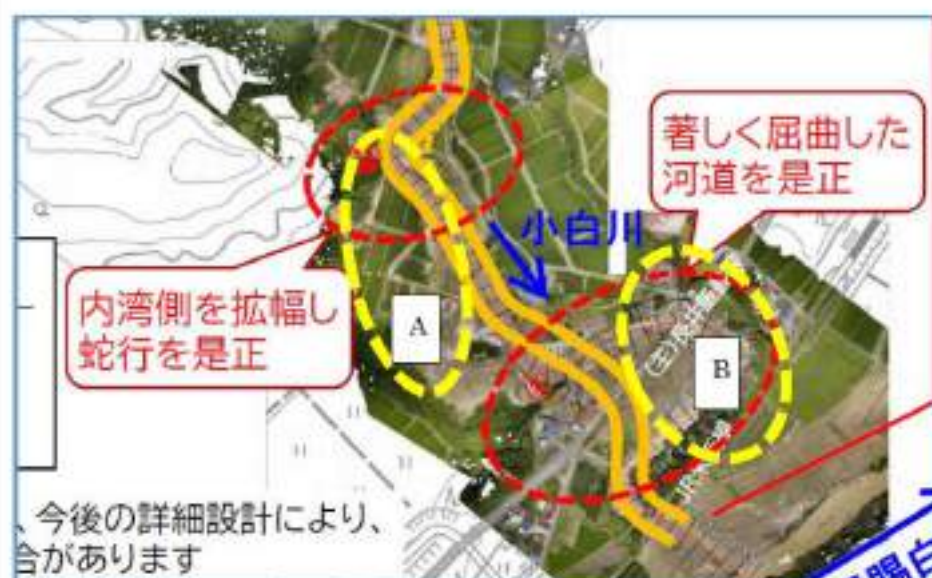 著しく屈曲した
河道を是正
小白川
内湾側を拡幅し
蛇行を是正
A
B
、今後の詳細設計により、
合があります